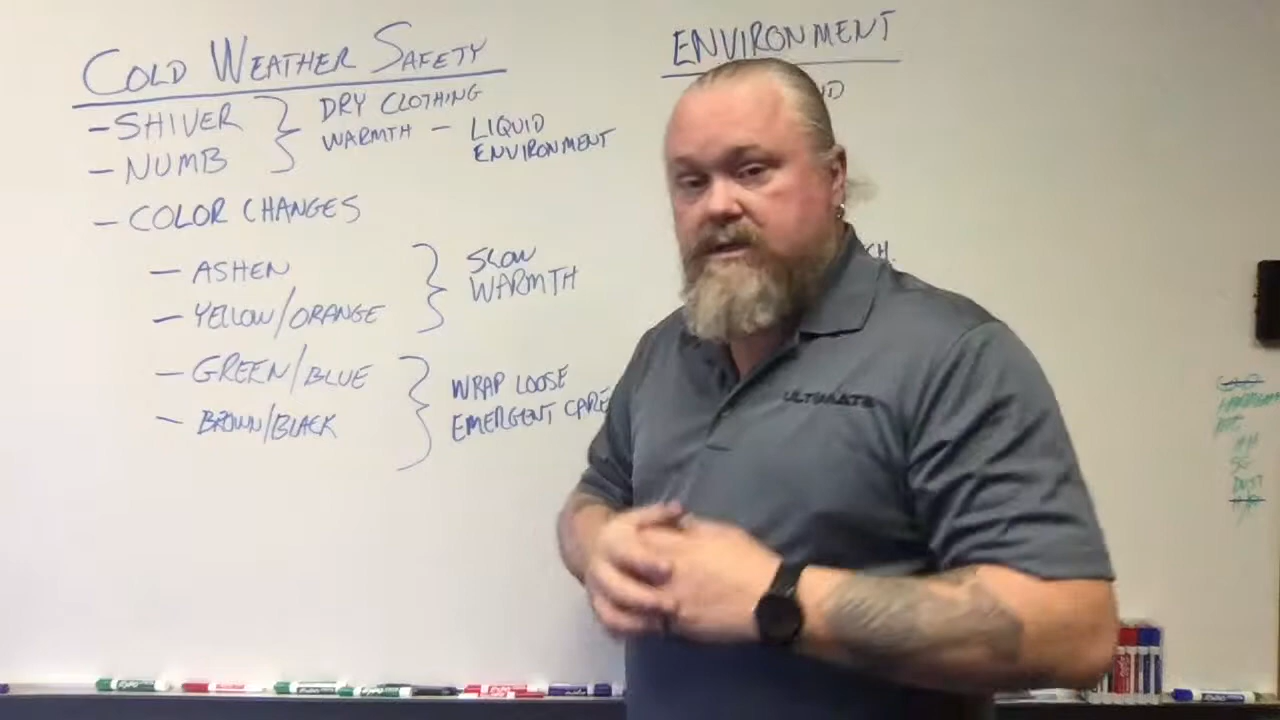 COLD WEATHER SAFETY
- SHIVER
- NUMB
DRY CLOTHING
WARMTH - LIQUID
ENVIRONMENT
- COLOR CHANGES
- ASHEN
- YELLOW/ORANGE
SLOW
WARMTH
- GREEN/BLUE
- BROWN/BLACK
WRAP LOOSE
EMERGENT CARE
ENVIRONMENT
ULTIMATE